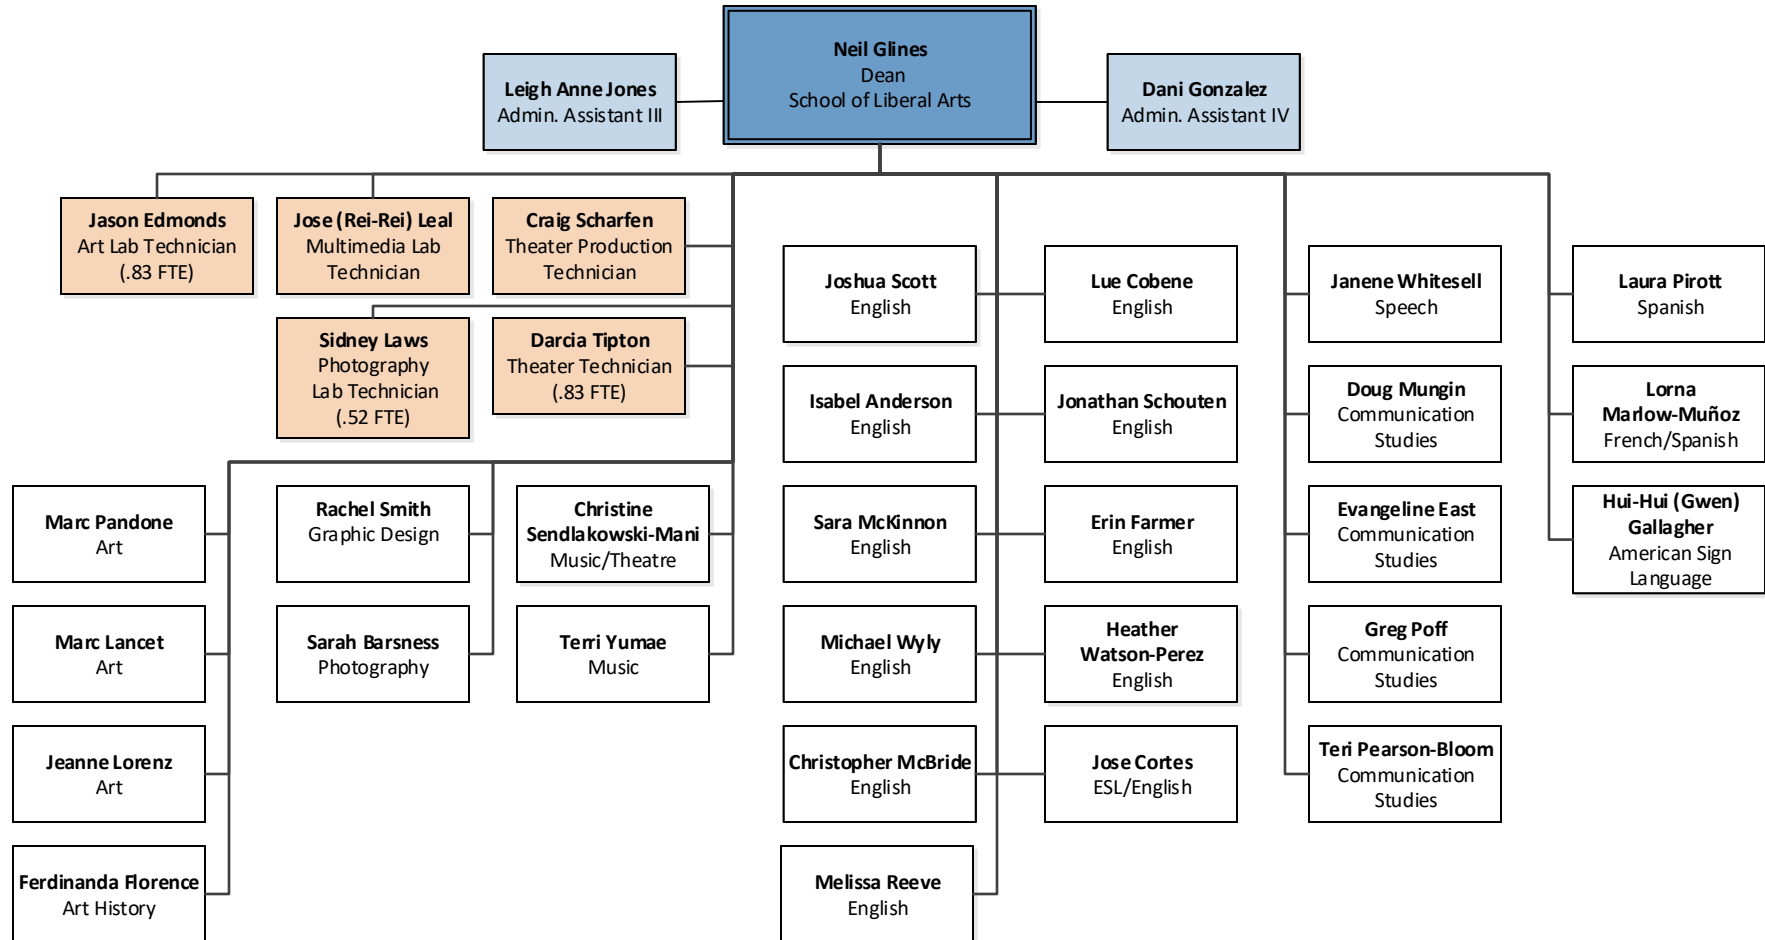 Neil Glines
Dean
School of Liberal Arts
Leigh Anne Jones
Admin. Assistant III
Dani Gonzalez
Admin. Assistant IV
Jason Edmonds
Art Lab Technician
(.83 FTE)
Jose (Rei-Rei) Leal
Multimedia Lab
Technician
Craig Scharfen
Theater Production
Technician
Sidney Laws
Photography
Lab Technician
(.52 FTE)
Darcia Tipton
Theater Technician
(.83 FTE)
Marc Pandone
Art
Marc Lancet
Art
Jeanne Lorenz
Art
Ferdinanda Florence
Art History
Rachel Smith
Graphic Design
Sarah Barsness
Photography
Christine
Sendlakowski-Mani
Music/Theatre
Terri Yumae
Music
Joshua Scott
English
Isabel Anderson
English
Sara McKinnon
English
Michael Wyly
English
Christopher McBride
English
Melissa Reeve
English
Lue Cobene
English
Jonathan Schouten
English
Erin Farmer
English
Heather
Watson-Perez
English
Jose Cortes
ESL/English
Janene Whitesell
Speech
Doug Mungin
Communication
Studies
Evangeline East
Communication
Studies
Greg Poff
Communication
Studies
Teri Pearson-Bloom
Communication
Studies
Laura Pirott
Spanish
Lorna
Marlow-Muñoz
French/Spanish
Hui-Hui (Gwen)
Gallagher
American Sign
Language